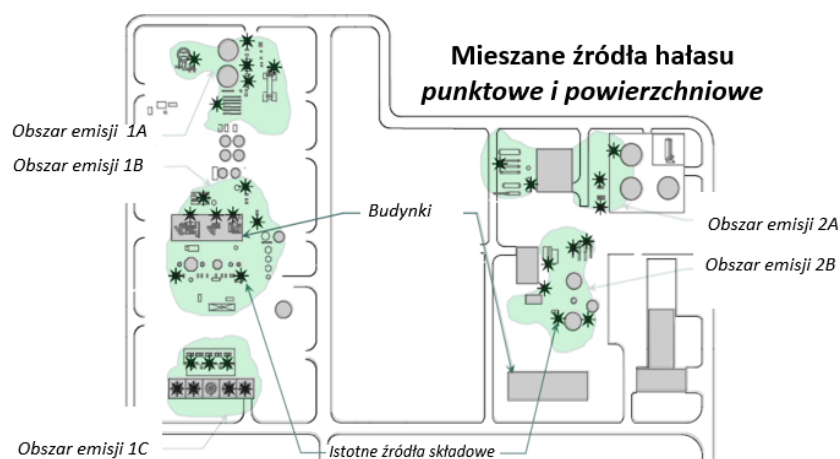 Mieszane źródła hałasu
punktowe i powierzchniowe
Obszar emisji 1A
Obszar emisji 1B
Budynki
Obszar emisji 2A
Obszar emisji 2B
Obszar emisji 1C
Istotne źródła składowe